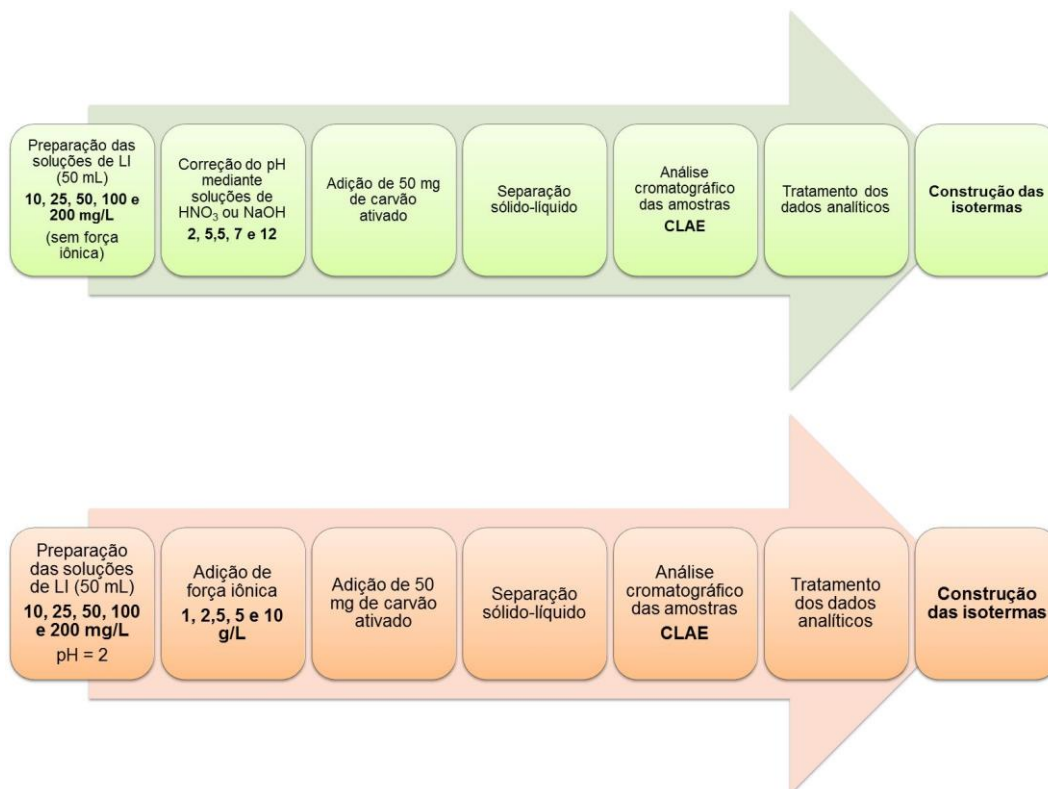 Preparação das
soluções de LI
(50 mL)
10, 25, 50, 100 e
200 mg/L
(sem força
iônica)
Correção do pH
mediante
soluções de
HNO₃ ou NaOH
2, 5,5, 7 e 12
Adição de 50 mg
de carvão
ativado
Separação
sólido-líquido
Análise
cromatográfico
das amostras
CLAE
Tratamento dos
dados analíticos
Construção das
isotermas
Preparação
das soluções
de LI (50 mL)
10, 25, 50, 100
e 200 mg/L
pH = 2
Adição de
força iônica
1, 2,5, 5 e 10
g/L
Adição de 50
mg de carvão
ativado
Separação
sólido-líquido
Análise
cromatográfico
das amostras
CLAE
Tratamento
dos dados
analíticos
Construção
das isotermas